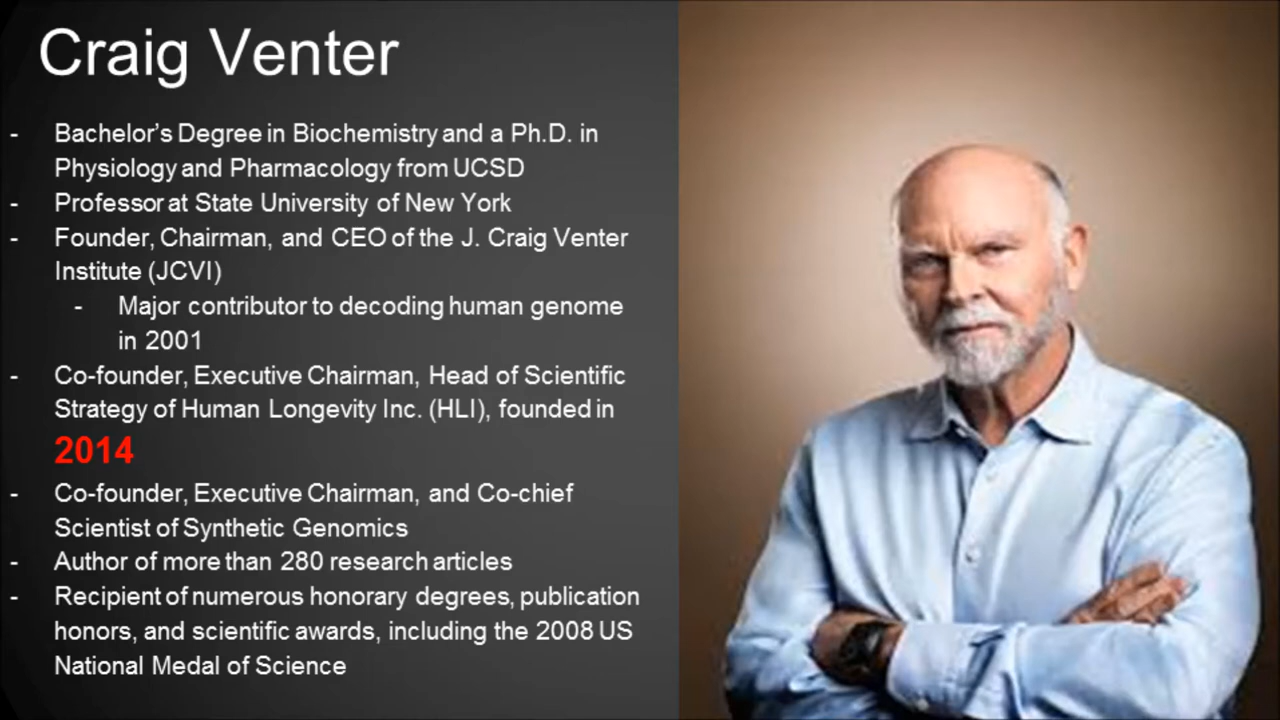 Craig Venter
- Bachelor's Degree in Biochemistry and a Ph.D. in
Physiology and Pharmacology from UCSD
- Professor at State University of New York
- Founder, Chairman, and CEO of the J. Craig Venter
Institute (JCVI)
- Major contributor to decoding human genome
in 2001
- Co-founder, Executive Chairman, Head of Scientific
Strategy of Human Longevity Inc. (HLI), founded in
2014
- Co-founder, Executive Chairman, and Co-chief
Scientist of Synthetic Genomics
- Author of more than 280 research articles
- Recipient of numerous honorary degrees, publication
honors, and scientific awards, including the 2008 US
National Medal of Science